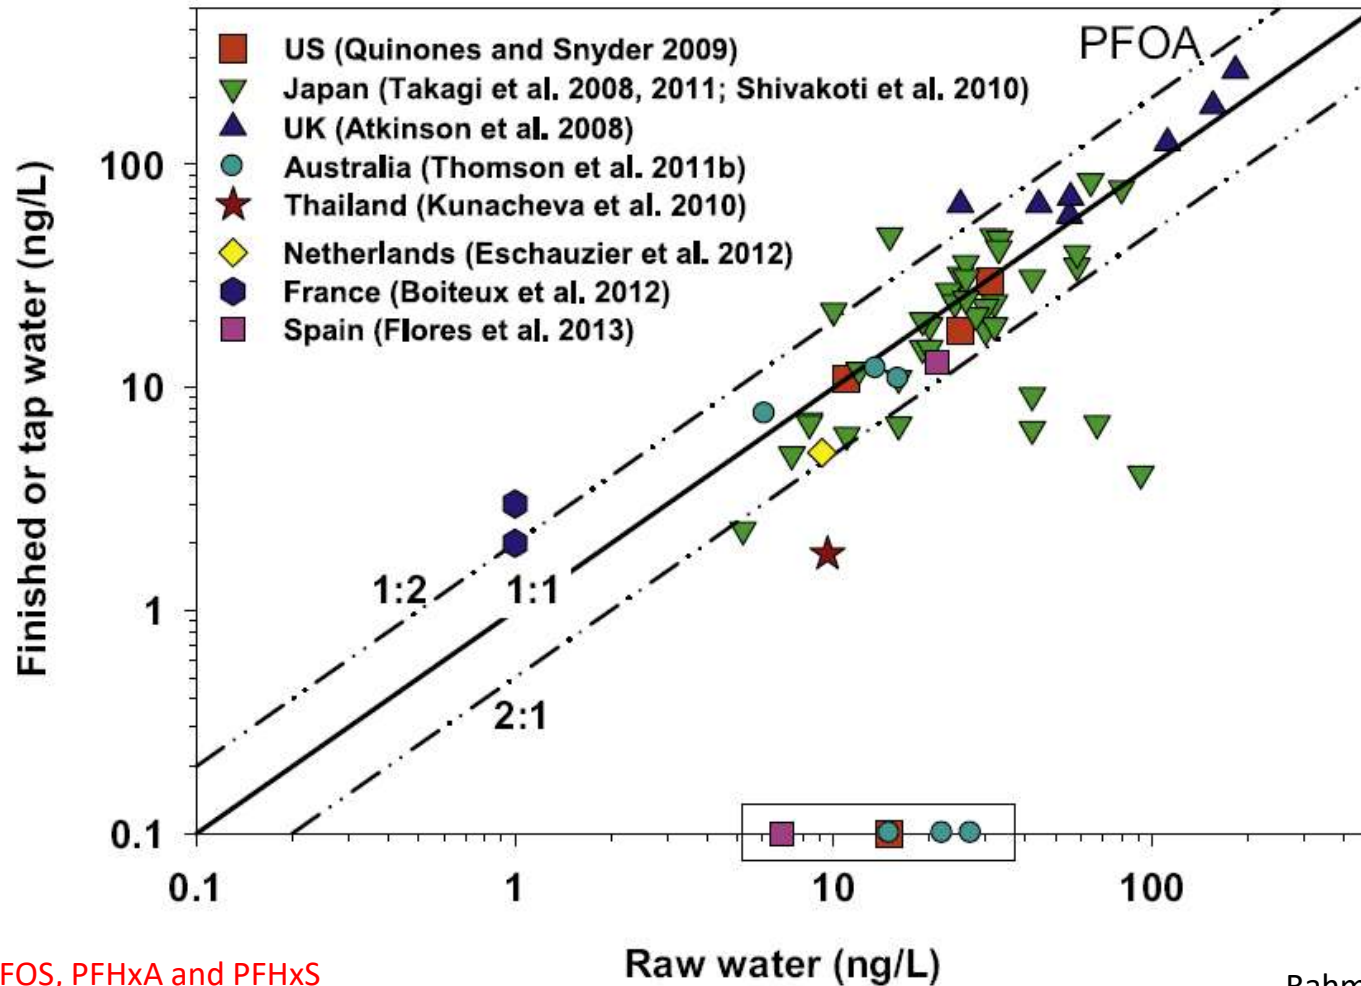 PFOA
US (Quinones and Snyder 2009)
Japan (Takagi et al. 2008, 2011; Shivakoti et al. 2010)
UK (Atkinson et al. 2008)
Australia (Thomson et al. 2011b)
Thailand (Kunacheva et al. 2010)
Netherlands (Eschauzier et al. 2012)
France (Boiteux et al. 2012)
Spain (Flores et al. 2013)
Finished or tap water (ng/L)
100
10
1
0.1
1:2
1:1
2:1
0.1
1
10
100
Raw water (ng/L)
FOS, PFHxA and PFHxS